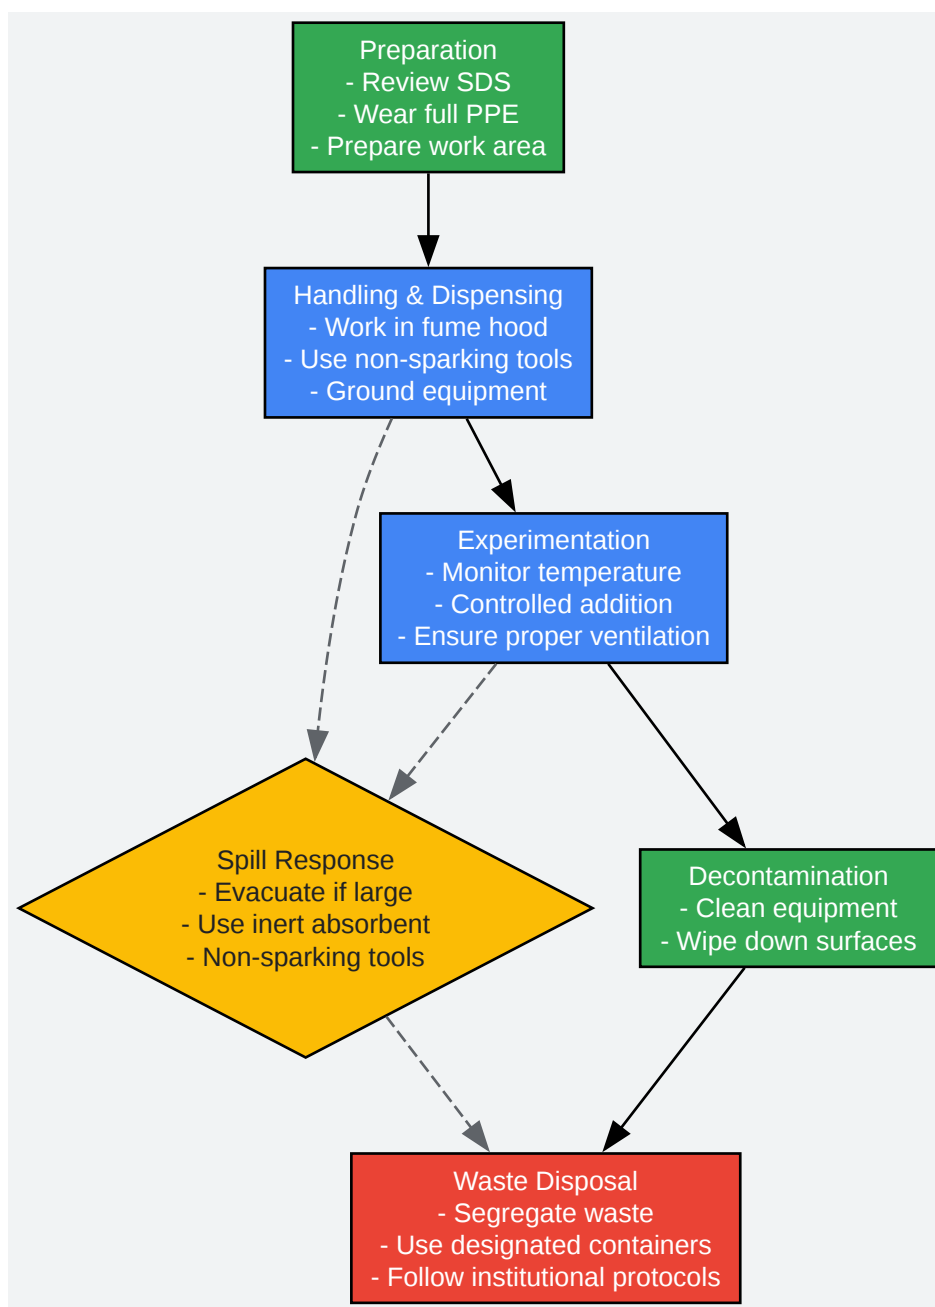 Preparation
- Review SDS
- Wear full PPE
- Prepare work area
Handling & Dispensing
- Work in fume hood
- Use non-sparking tools
- Ground equipment
Experimentation
- Monitor temperature
- Controlled addition
- Ensure proper ventilation
Spill Response
- Evacuate if large
- Use inert absorbent
- Non-sparking tools
Decontamination
- Clean equipment
- Wipe down surfaces
Waste Disposal
- Segregate waste
- Use designated containers
- Follow institutional protocols